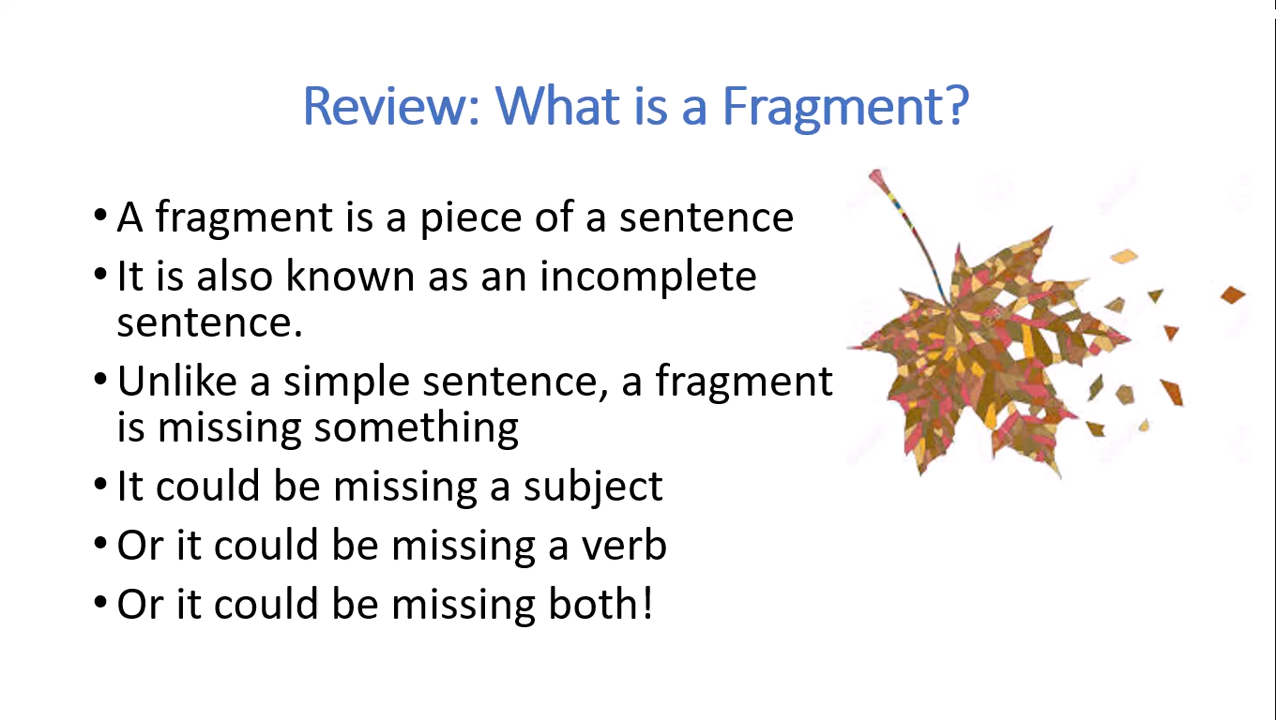 Review: What is a Fragment?
• A fragment is a piece of a sentence
• It is also known as an incomplete
sentence.
• Unlike a simple sentence, a fragment
is missing something
• It could be missing a subject
• Or it could be missing a verb
• Or it could be missing both!